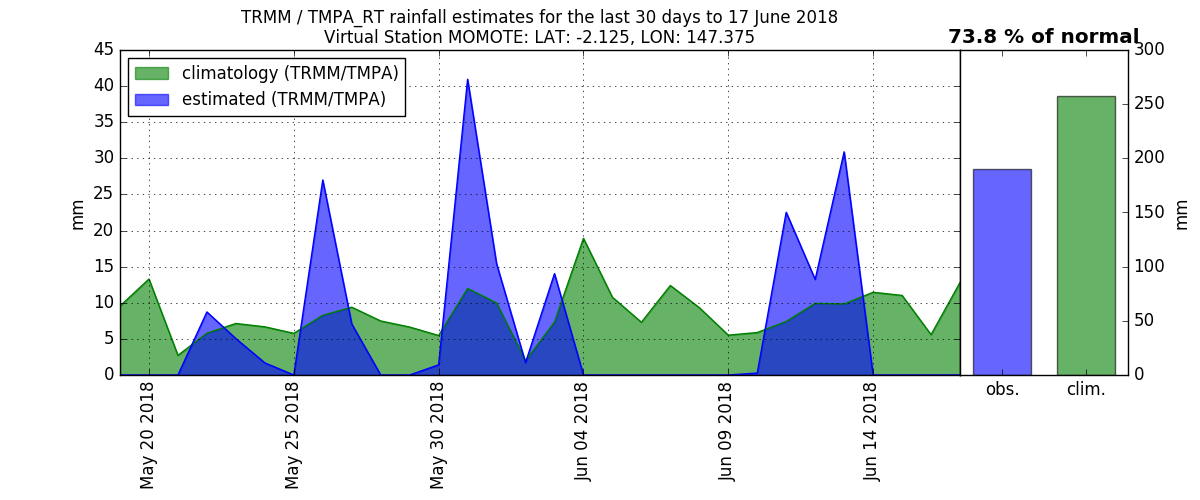 TRMM / TMPA_RT rainfall estimates for the last 30 days to 17 June 2018
Virtual Station MOMOTE: LAT: -2.125, LON: 147.375
73.8 % of normal
climatology (TRMM/TMPA)
estimated (TRMM/TMPA)
45
40
35
30
25
20
15
10
5
0
mm
May 20 2018
May 25 2018
May 30 2018
Jun 04 2018
Jun 09 2018
Jun 14 2018
300
250
200
150
100
50
0
mm
obs.
clim.